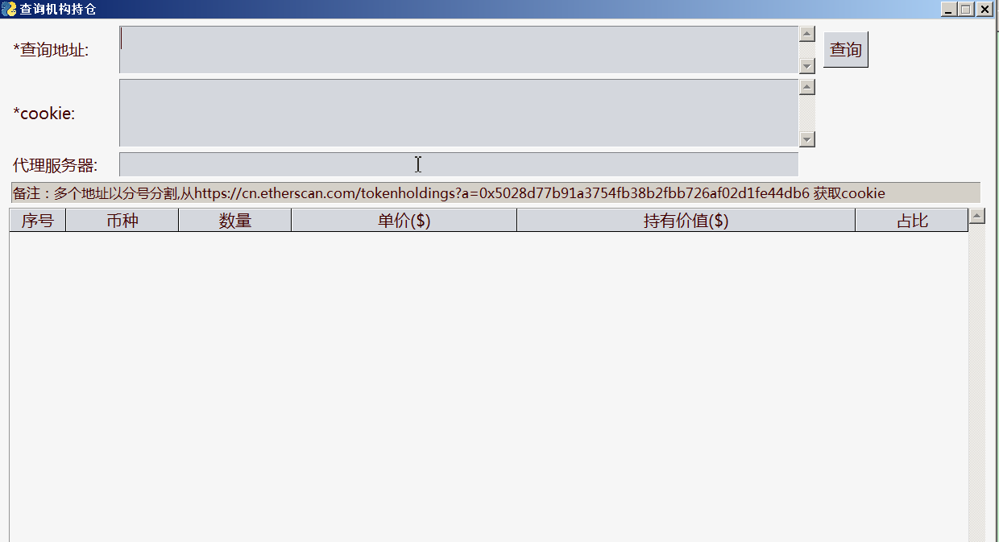 查询机构持仓
*查询地址:
查询
*cookie:
代理服务器:
备注：多个地址以分号分割,从https://cn.etherscan.com/tokenholdings?a=0x5028d77b91a3754fb38b2fbb726af02d1fe44db6 获取cookie
序号 币种 数量 单价($) 持有价值($) 占比